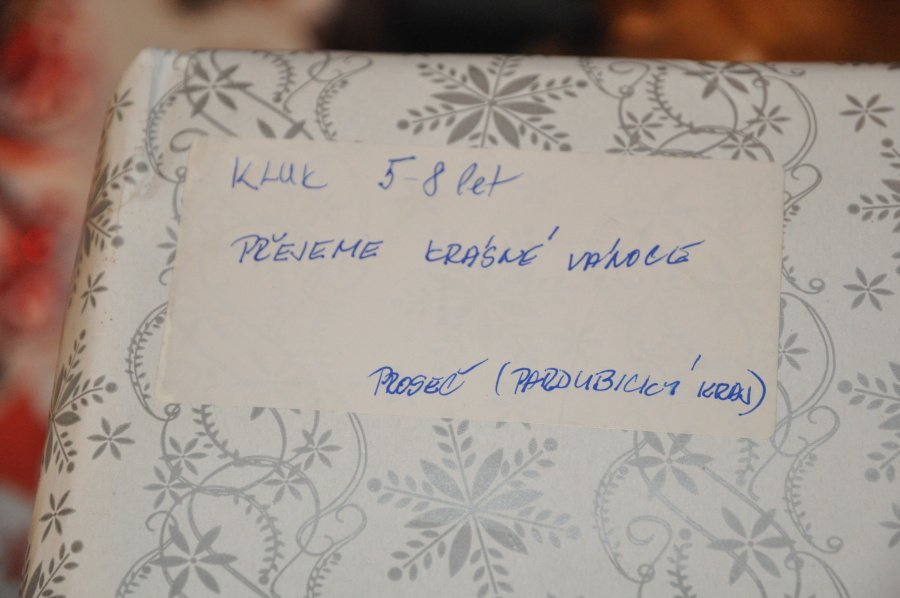 KLUK 5-8 let
PŘEJEME KRÁSNÉ VÁNOCE
PROSEČ (PARDUBICKÝ KRAJ)